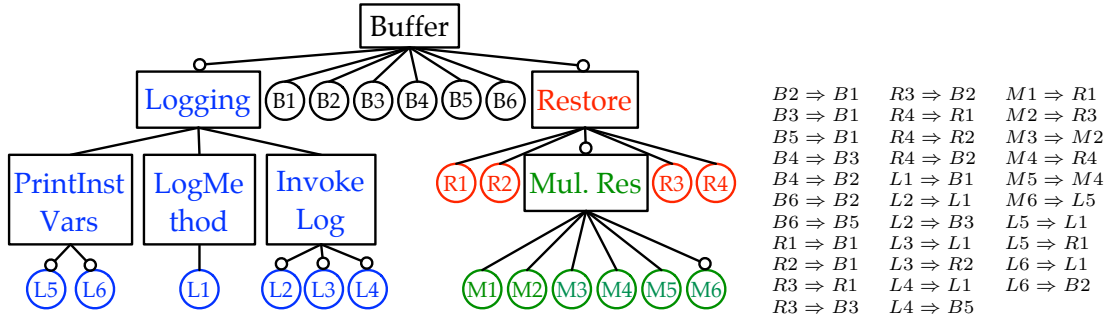 Buffer
Logging B1 B2 B3 B4 B5 B6 Restore
PrintInst Vars LogMe thod Invoke Log R1 R2 Mul. Res R3 R4
L5 L6 L1 L2 L3 L4 M1 M2 M3 M4 M5 M6
B2 ⇒ B1 R3 ⇒ B2 M1 ⇒ R1
B3 ⇒ B1 R4 ⇒ R1 M2 ⇒ R3
B5 ⇒ B1 R4 ⇒ R2 M3 ⇒ M2
B4 ⇒ B3 R4 ⇒ B2 M4 ⇒ R4
B4 ⇒ B2 L1 ⇒ B1 M5 ⇒ M4
B6 ⇒ B2 L2 ⇒ L1 M6 ⇒ L5
B6 ⇒ B5 L2 ⇒ B3 L5 ⇒ L1
R1 ⇒ B1 L3 ⇒ L1 L5 ⇒ R1
R2 ⇒ B1 L3 ⇒ R2 L6 ⇒ L1
R3 ⇒ R1 L4 ⇒ L1 L6 ⇒ B2
R3 ⇒ B3 L4 ⇒ B5